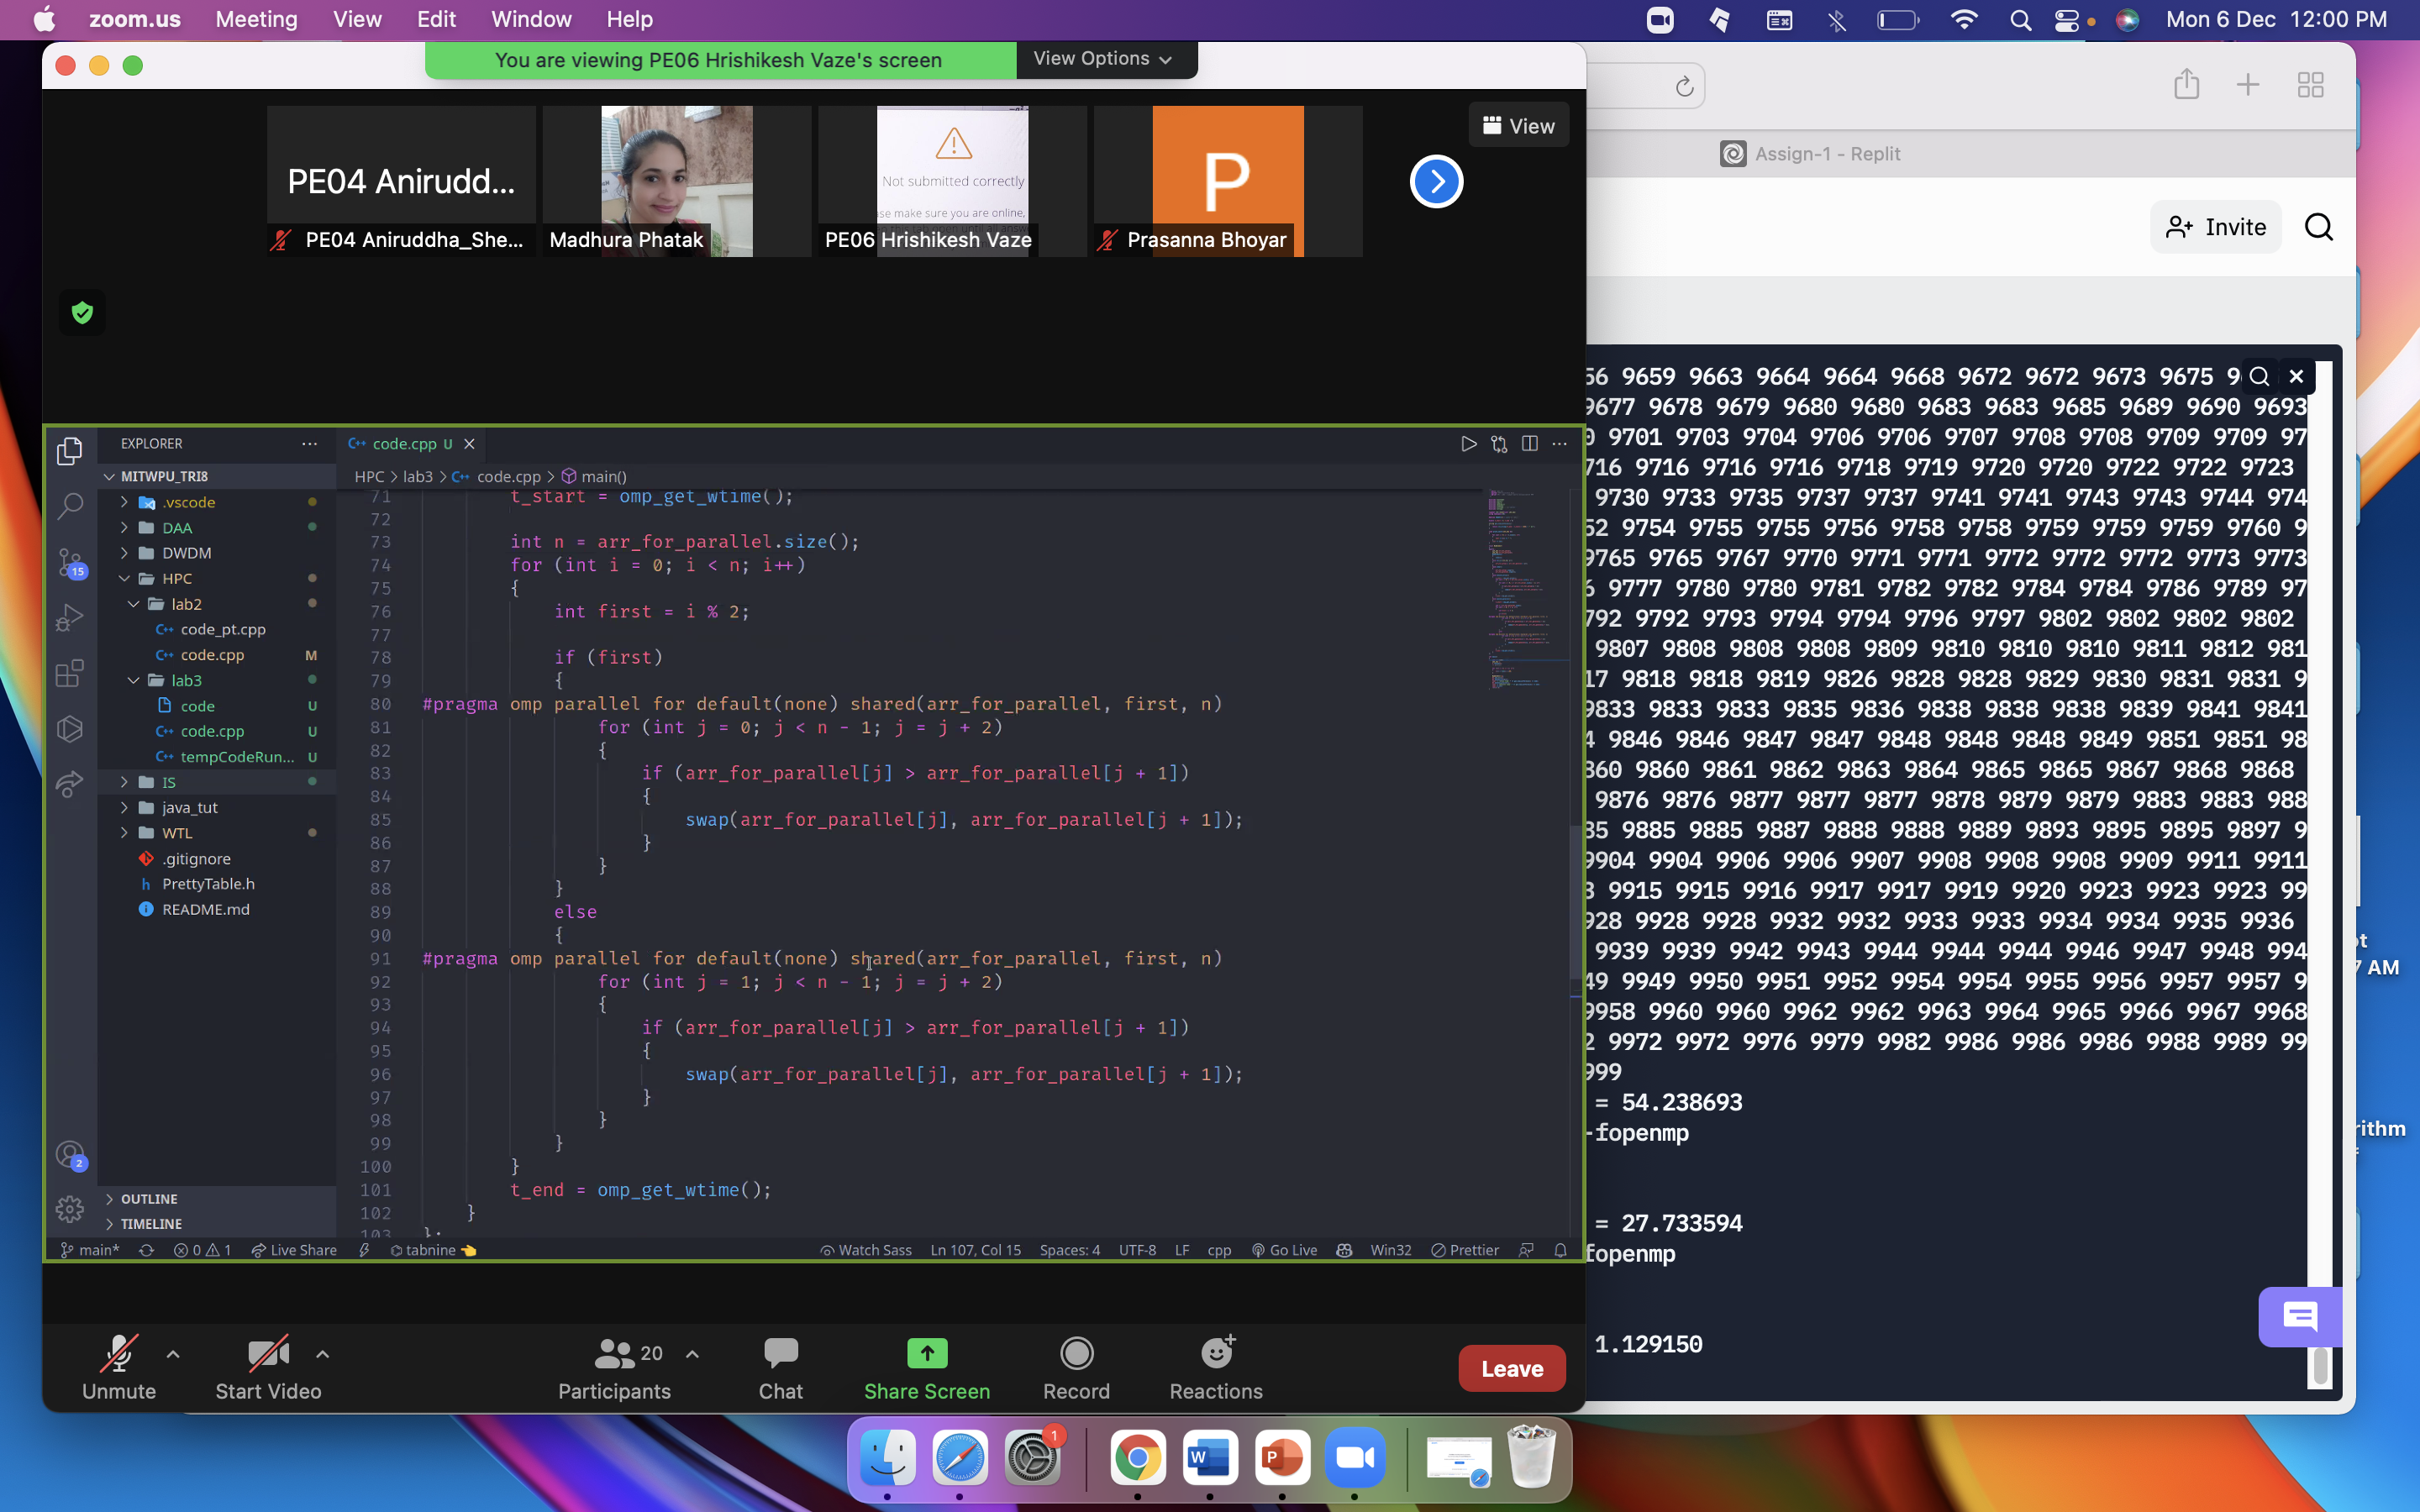 zoom.us Meeting View Edit Window Help
Mon 6 Dec 12:00 PM
You are viewing PE06 Hrishikesh Vaze's screen
View Options
View
PE04 Anirudd...
PE04 Aniruddha_She...
Madhura Phatak
Not submitted correctly
se make sure you are online,
PE06 Hrishikesh Vaze
P
Prasanna Bhoyar
Assign-1 - Replit
Invite
EXPLORER
MITWPU_TRI8
.vscode
DAA
DWDM
HPC
lab2
code_pt.cpp
code.cpp M
lab3
code U
code.cpp U
tempCodeRun... U
IS
java_tut
WTL
.gitignore
PrettyTable.h
README.md
OUTLINE
TIMELINE
15
2
code.cpp U
HPC > lab3 > code.cpp > main()
71 t_start = omp_get_wtime();
72
73 int n = arr_for_parallel.size();
74 for (int i = 0; i < n; i++)
75 {
76 int first = i % 2;
77
78 if (first)
79 {
80 #pragma omp parallel for default(none) shared(arr_for_parallel, first, n)
81 for (int j = 0; j < n - 1; j = j + 2)
82 {
83 if (arr_for_parallel[j] > arr_for_parallel[j + 1])
84 {
85 swap(arr_for_parallel[j], arr_for_parallel[j + 1]);
86 }
87 }
88 }
89 else
90 {
91 #pragma omp parallel for default(none) shared(arr_for_parallel, first, n)
92 for (int j = 1; j < n - 1; j = j + 2)
93 {
94 if (arr_for_parallel[j] > arr_for_parallel[j + 1])
95 {
96 swap(arr_for_parallel[j], arr_for_parallel[j + 1]);
97 }
98 }
99 }
100 }
101 t_end = omp_get_wtime();
102 }
103 };
main* 0 1 Live Share tabnine Watch Sass Ln 107, Col 15 Spaces: 4 UTF-8 LF cpp Go Live Win32 Prettier
56 9659 9663 9664 9664 9668 9672 9672 9673 9675 9
9677 9678 9679 9680 9680 9683 9683 9685 9689 9690 9693
0 9701 9703 9704 9706 9706 9707 9708 9708 9709 9709 97
716 9716 9716 9716 9718 9719 9720 9720 9722 9722 9723
9730 9733 9735 9737 9737 9741 9741 9743 9743 9744 974
52 9754 9755 9755 9756 9758 9758 9759 9759 9759 9760 9
9765 9765 9767 9770 9771 9771 9772 9772 9772 9773 9773
6 9777 9780 9780 9781 9782 9782 9784 9784 9786 9789 97
792 9792 9793 9794 9794 9796 9797 9802 9802 9802 9802
9807 9808 9808 9808 9809 9810 9810 9810 9811 9812 981
17 9818 9818 9819 9826 9828 9828 9829 9830 9831 9831 9
9833 9833 9833 9835 9836 9838 9838 9838 9839 9841 9841
4 9846 9846 9847 9847 9848 9848 9848 9849 9851 9851 98
860 9860 9861 9862 9863 9864 9865 9865 9867 9868 9868
9876 9876 9877 9877 9877 9878 9879 9879 9883 9883 988
85 9885 9885 9887 9888 9888 9889 9893 9895 9895 9897 9
9904 9904 9906 9906 9907 9908 9908 9908 9909 9911 9911
3 9915 9915 9916 9917 9917 9919 9920 9923 9923 9923 99
928 9928 9928 9932 9932 9933 9933 9934 9934 9935 9936
9939 9939 9942 9943 9944 9944 9944 9946 9947 9948 994
49 9949 9950 9951 9952 9954 9954 9955 9956 9957 9957 9
9958 9960 9960 9962 9962 9963 9964 9965 9966 9967 9968
2 9972 9972 9976 9979 9982 9986 9986 9986 9988 9989 99
999
= 54.238693
-fopenmp
= 27.733594
fopenmp
1.129150
7 AM
rithm
Unmute
Start Video
20
Participants
Chat
Share Screen
Record
Reactions
Leave
1
W
P